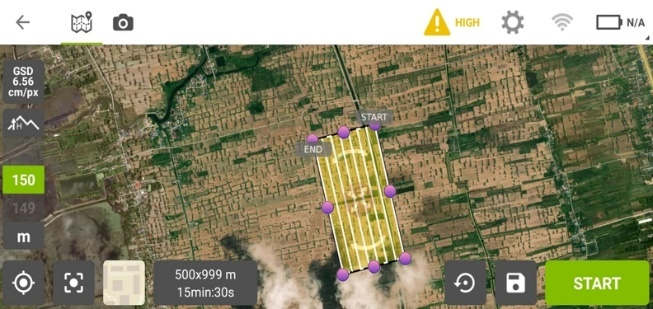 HIGH
N/A
GSD
6.56
cm/px
H
START
END
150
149
m
500x999 m
15min:30s
START